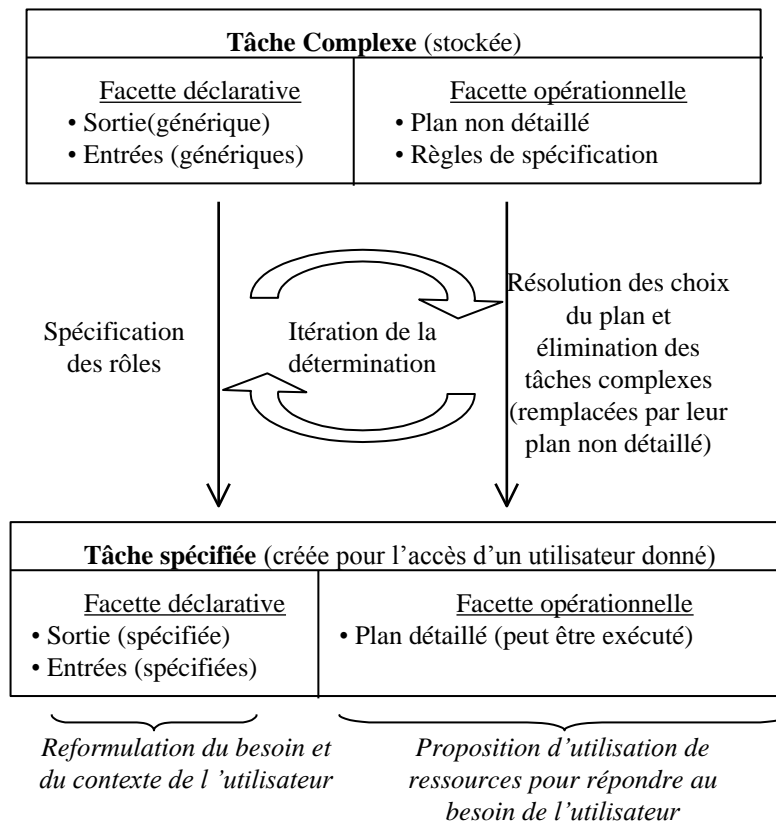 Tâche Complexe (stockée)
Facette déclarative
• Sortie(générique)
• Entrées (génériques)
Facette opérationnelle
• Plan non détaillé
• Règles de spécification
Spécification
des rôles
Itération de la
détermination
Résolution des choix
du plan et
élimination des
tâches complexes
(remplacées par leur
plan non détaillé)
Tâche spécifiée (créée pour l’accès d’un utilisateur donné)
Facette déclarative
• Sortie (spécifiée)
• Entrées (spécifiées)
Facette opérationnelle
• Plan détaillé (peut être exécuté)
Reformulation du besoin et
du contexte de l ’utilisateur
Proposition d’utilisation de
ressources pour répondre au
besoin de l’utilisateur